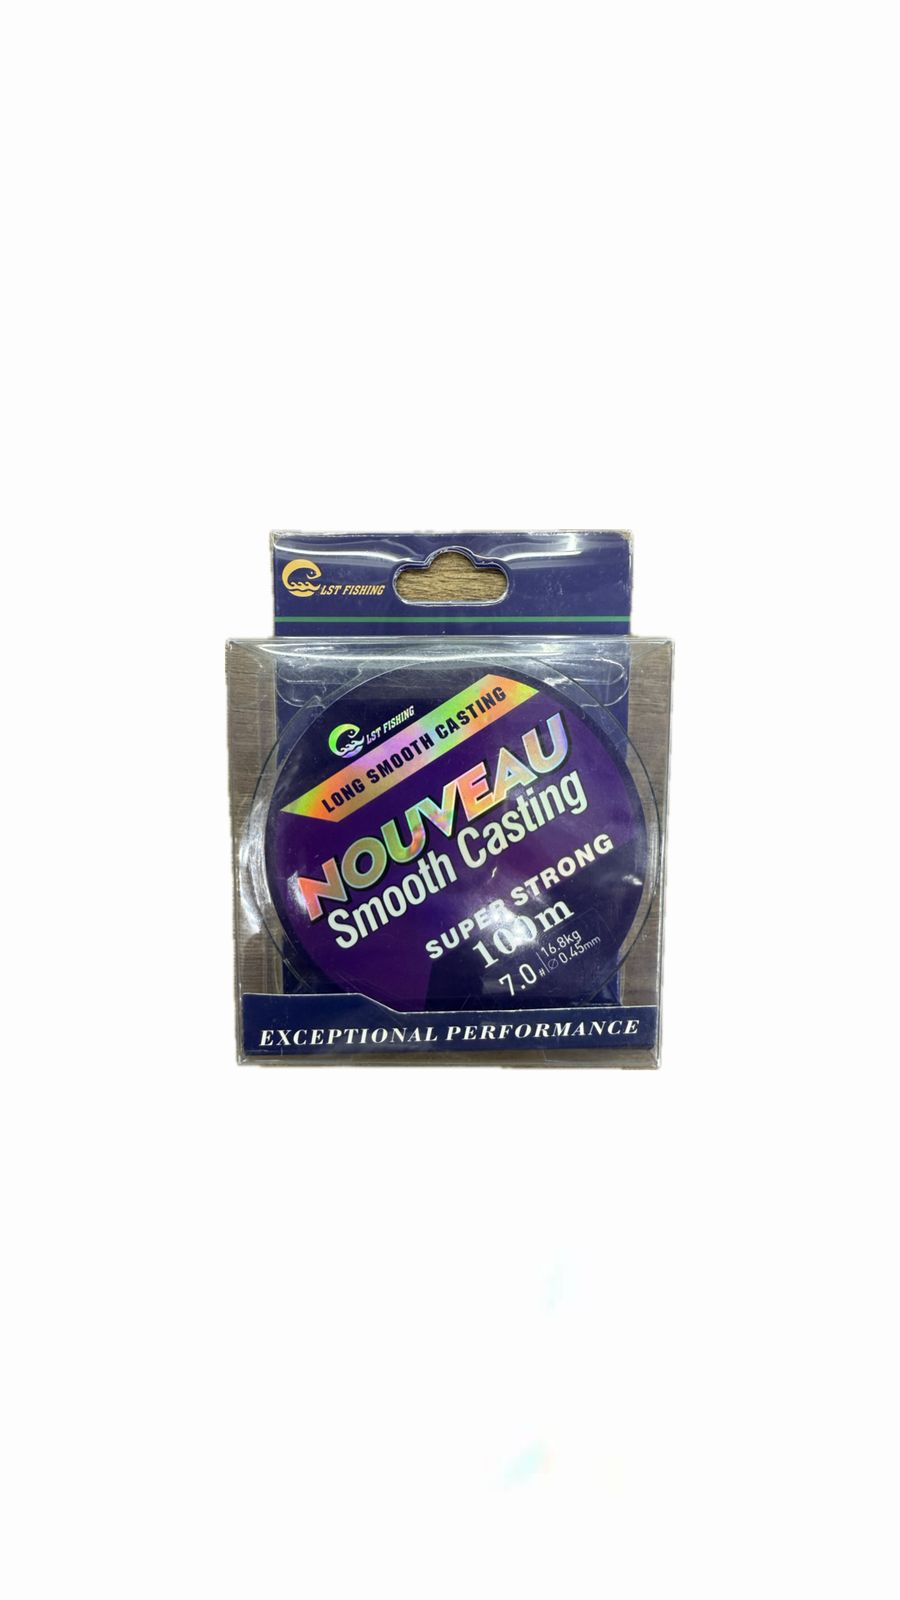 LST FISHING
LST FISHING
LONG SMOOTH CASTING
NOUVEAU
Smooth Casting
SUPER STRONG
100m
7.0# 16.8kg
∅ 0.45mm
EXCEPTIONAL PERFORMANCE